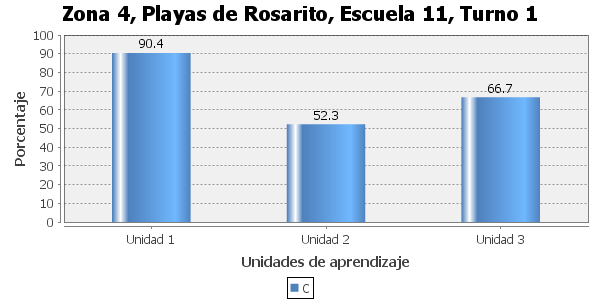 Zona 4, Playas de Rosarito, Escuela 11, Turno 1
Porcentaje
100
90
80
70
60
50
40
30
20
10
0
90.4
52.3
66.7
Unidad 1
Unidad 2
Unidad 3
Unidades de aprendizaje
C